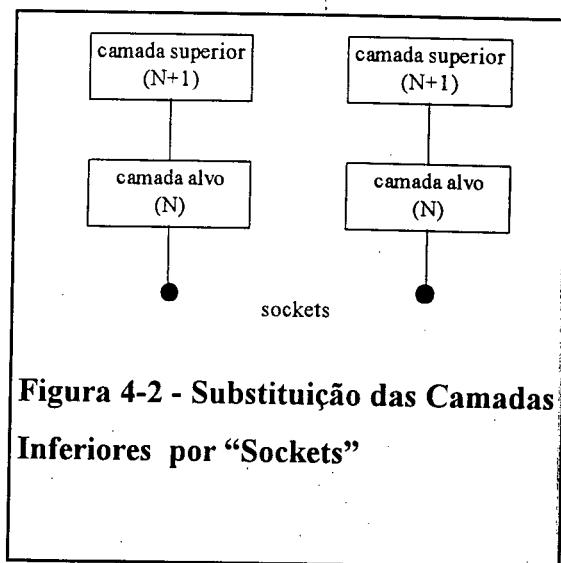 camada superior
(N+1)
camada superior
(N+1)
camada alvo
(N)
camada alvo
(N)
sockets
Figura 4-2 - Substituição das Camadas
Inferiores por “Sockets”